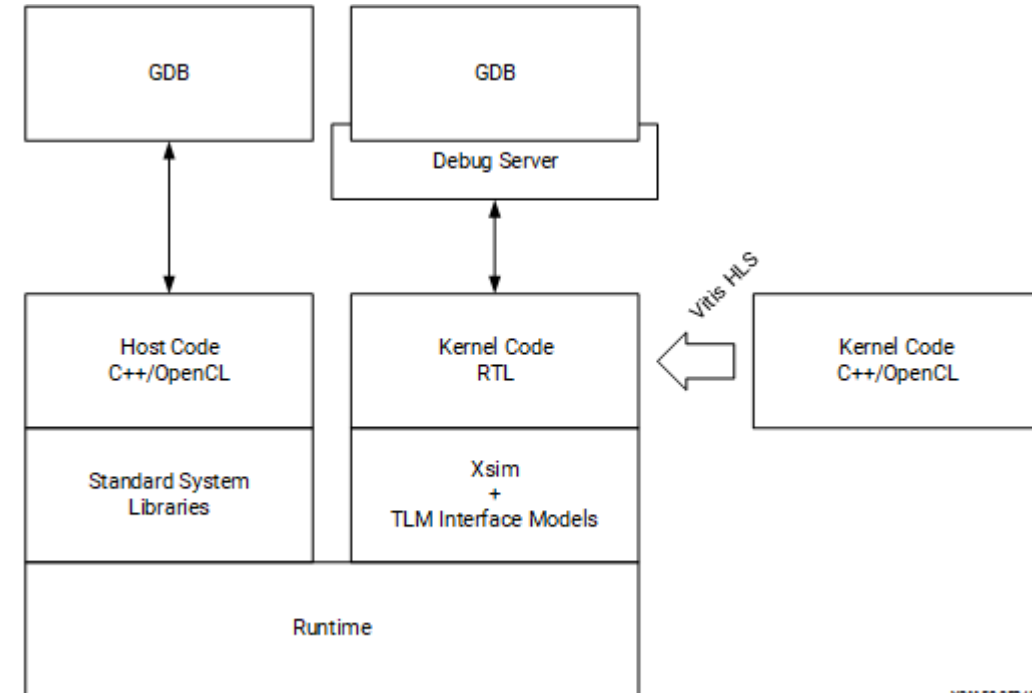 GDB
GDB
Debug Server
Vitis HLS
Host Code
C++/OpenCL
Kernel Code
RTL
Kernel Code
C++/OpenCL
Standard System
Libraries
Xsim
+
TLM Interface Models
Runtime